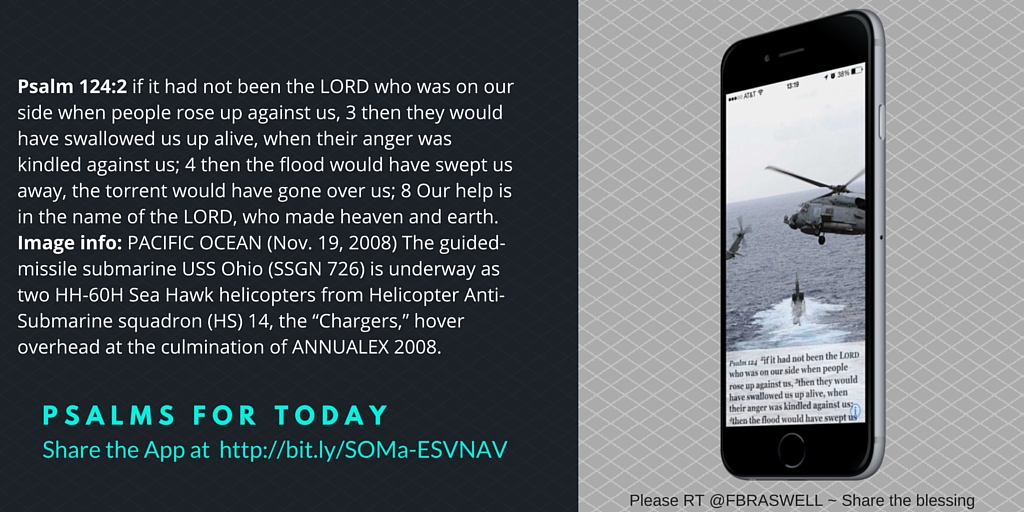 Psalm 124:2 if it had not been the LORD who was on our
side when people rose up against us, 3 then they would
have swallowed us up alive, when their anger was
kindled against us; 4 then the flood would have swept us
away, the torrent would have gone over us; 8 Our help is
in the name of the LORD, who made heaven and earth.
Image info: PACIFIC OCEAN (Nov. 19, 2008) The guided-
missile submarine USS Ohio (SSGN 726) is underway as
two HH-60H Sea Hawk helicopters from Helicopter Anti-
Submarine squadron (HS) 14, the “Chargers,” hover
overhead at the culmination of ANNUALEX 2008.
PSALMS FOR TODAY
Share the App at http://bit.ly/SOMa-ESVNAV
AT&T 13:19 38%
Psalm 124 ²if it had not been the LORD
who was on our side when people
rose up against us, ³then they would
have swallowed us up alive, when
their anger was kindled against us;
⁴then the flood would have swept us
Please RT @FBRASWELL ~ Share the blessing